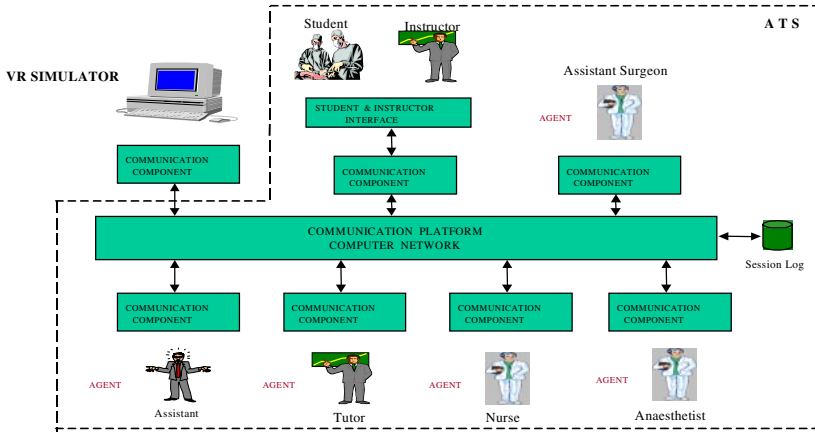 Student
Instructor
A T S
VR SIMULATOR
Assistant Surgeon
AGENT
STUDENT & INSTRUCTOR
INTERFACE
COMMUNICATION
COMPONENT
COMMUNICATION
COMPONENT
COMMUNICATION
COMPONENT
COMMUNICATION PLATFORM
COMPUTER NETWORK
Session Log
COMMUNICATION
COMPONENT
COMMUNICATION
COMPONENT
COMMUNICATION
COMPONENT
COMMUNICATION
COMPONENT
AGENT
Assistant
AGENT
Tutor
AGENT
Nurse
AGENT
Anaesthetist